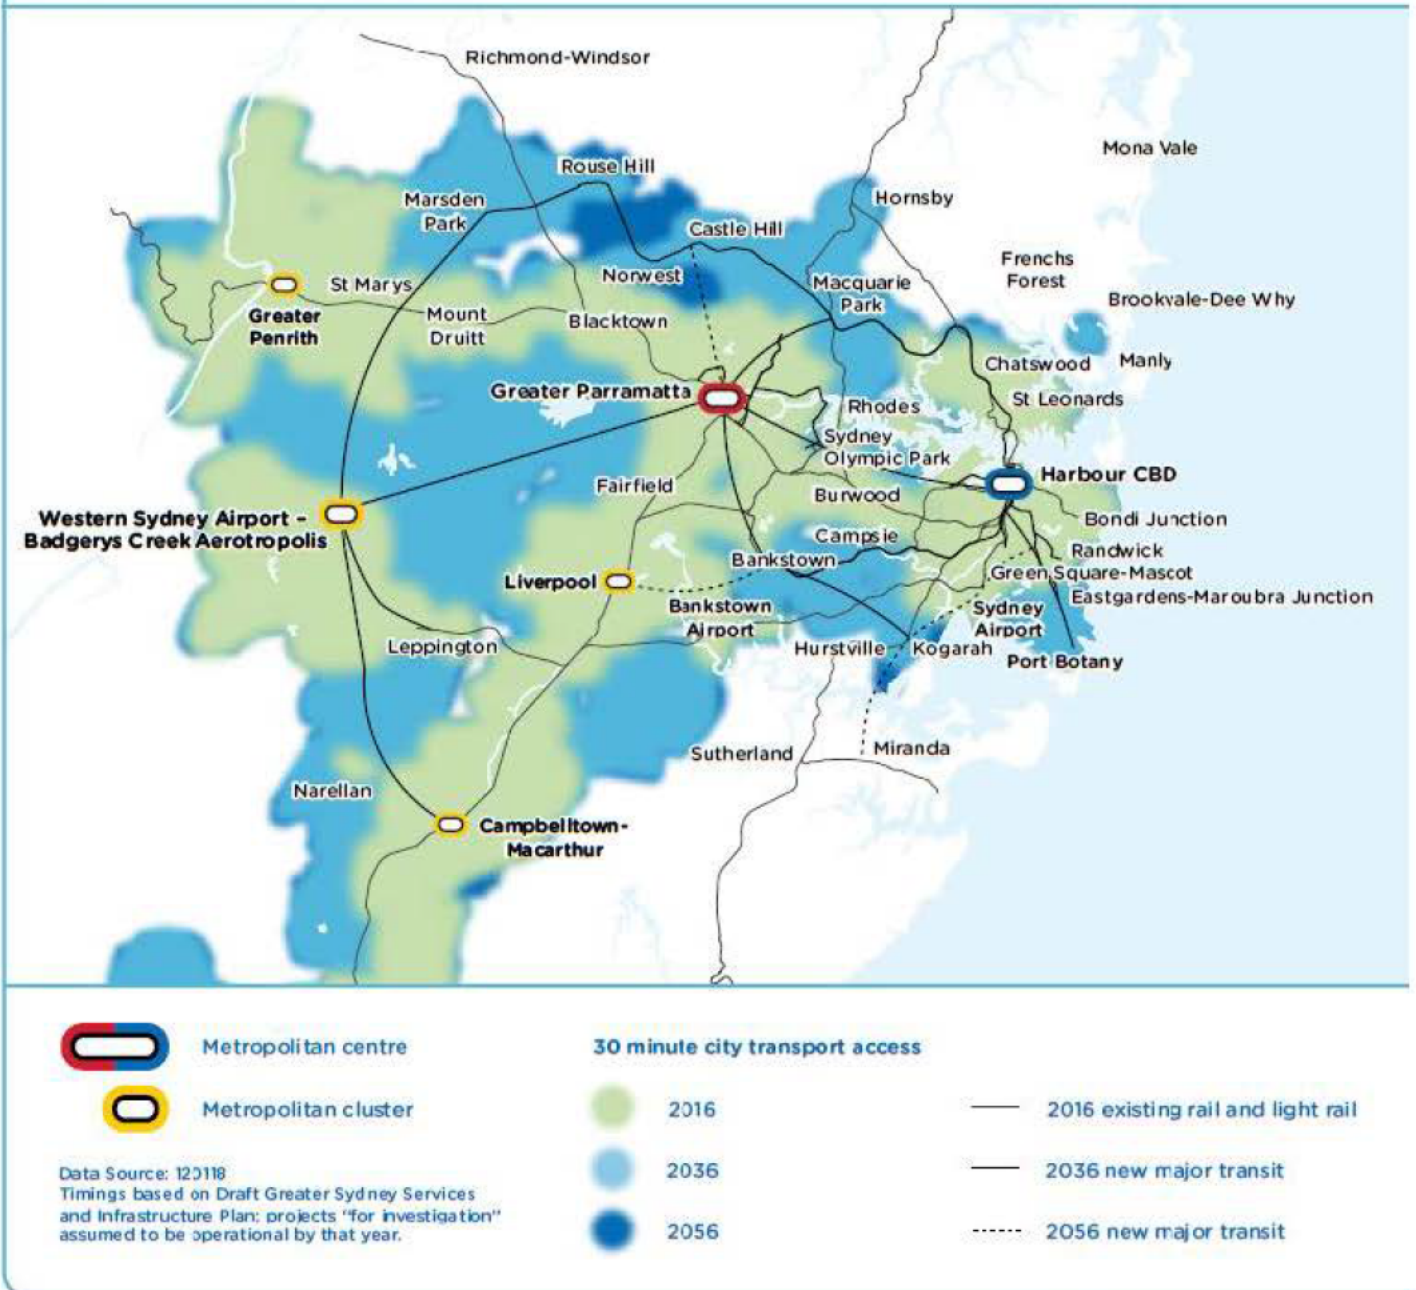 Richmond-Windsor
Mona Vale
Rouse Hill
Marsden
Park
Hornsby
Castle Hill
Frenchs
Forest
Norwest
St Marys
Macquarie
Park
Brookvale-Dee Why
Greater
Penrith
Mount
Druitt
Blacktown
Chatswood
Manly
Greater Parramatta
St Leonards
Rhodes
Sydney
Olympic Park
Harbour CBD
Fairfield
Burwood
Western Sydney Airport –
Badgerys Creek Aerotropolis
Bondi Junction
Campsie
Randwick
Bankstown
Green Square-Mascot
Liverpool
Eastgardens-Maroubra Junction
Bankstown
Airport
Sydney
Airport
Leppington
Hurstville
Kogarah
Port Botany
Sutherland
Miranda
Narellan
Campbelltown-
Macarthur
Metropolitan centre
Metropolitan cluster
Data Source: 120118
Timings based on Draft Greater Sydney Services
and Infrastructure Plan; projects "for investigation"
assumed to be operational by that year.
30 minute city transport access
2016
2036
2056
2016 existing rail and light rail
2036 new major transit
2056 new major transit